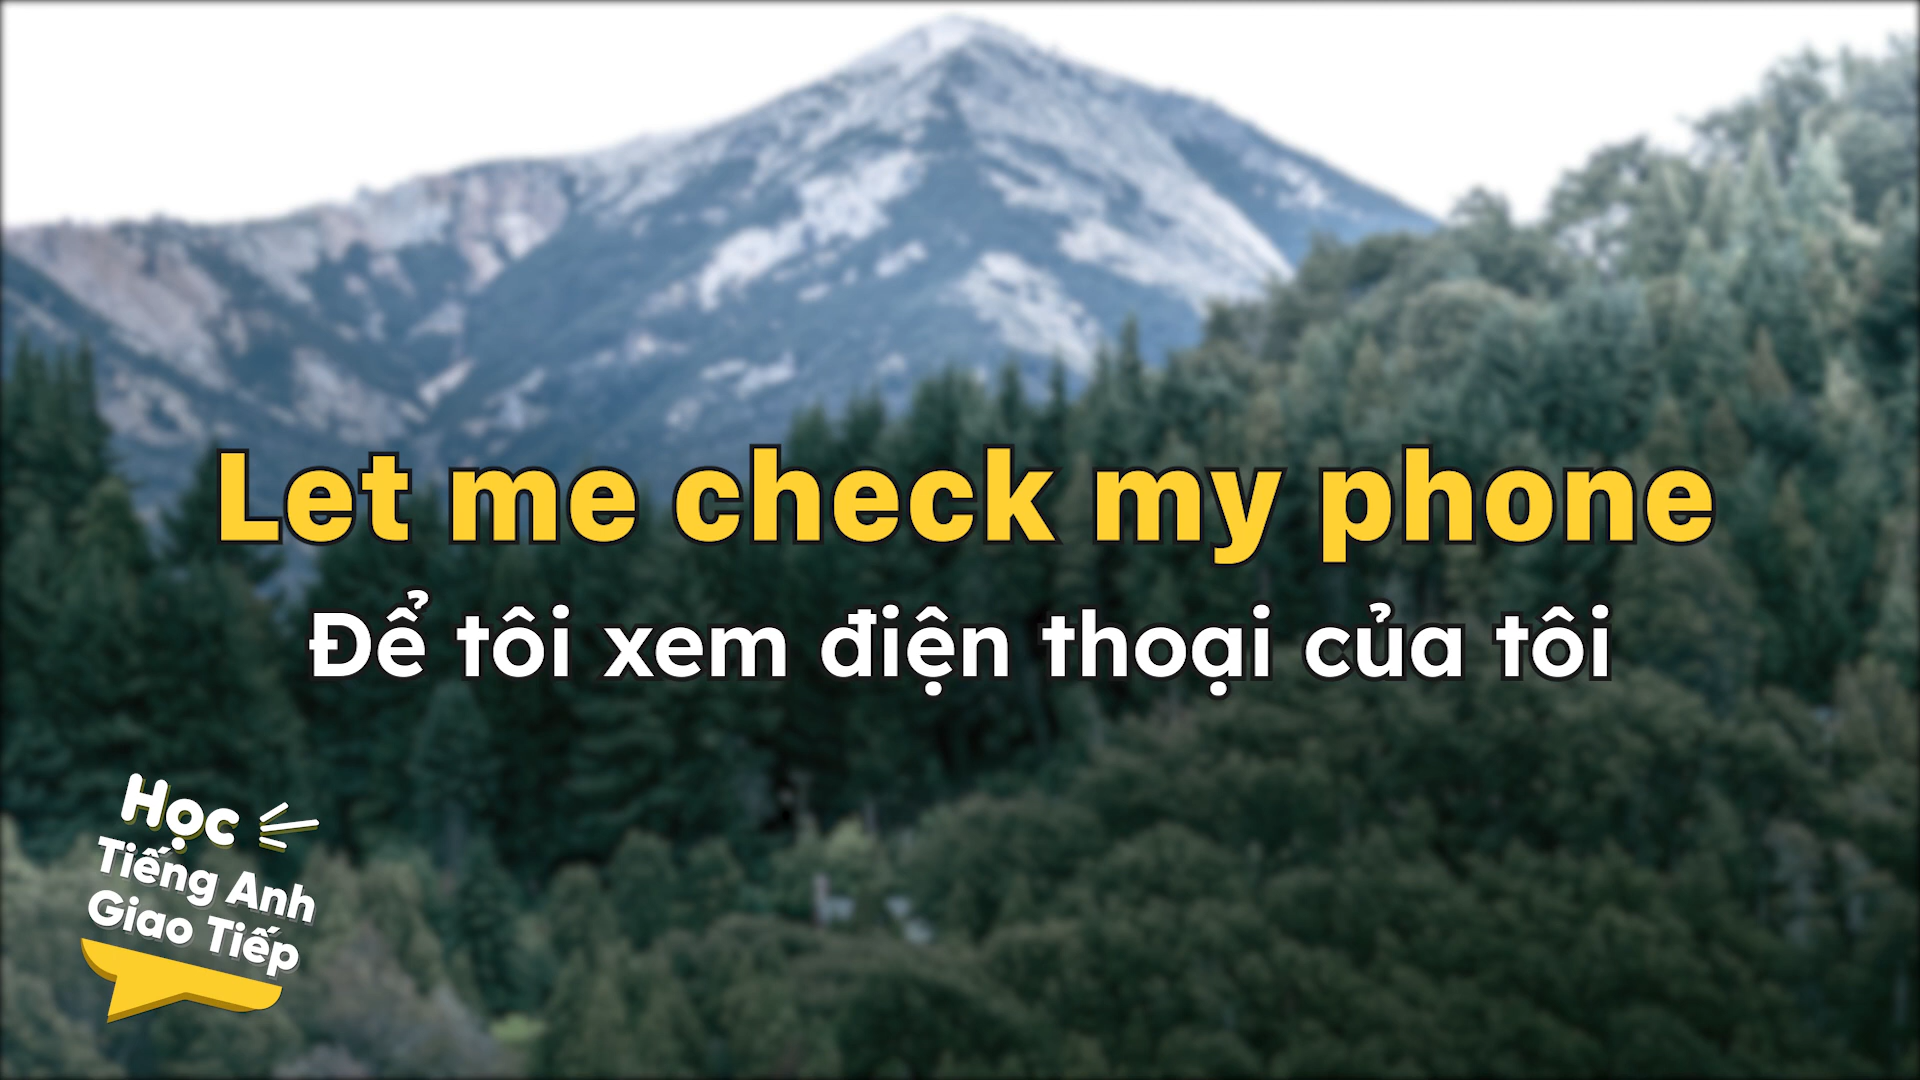 Let me check my phone
Để tôi xem điện thoại của tôi
Học
Tiếng Anh
Giao Tiếp